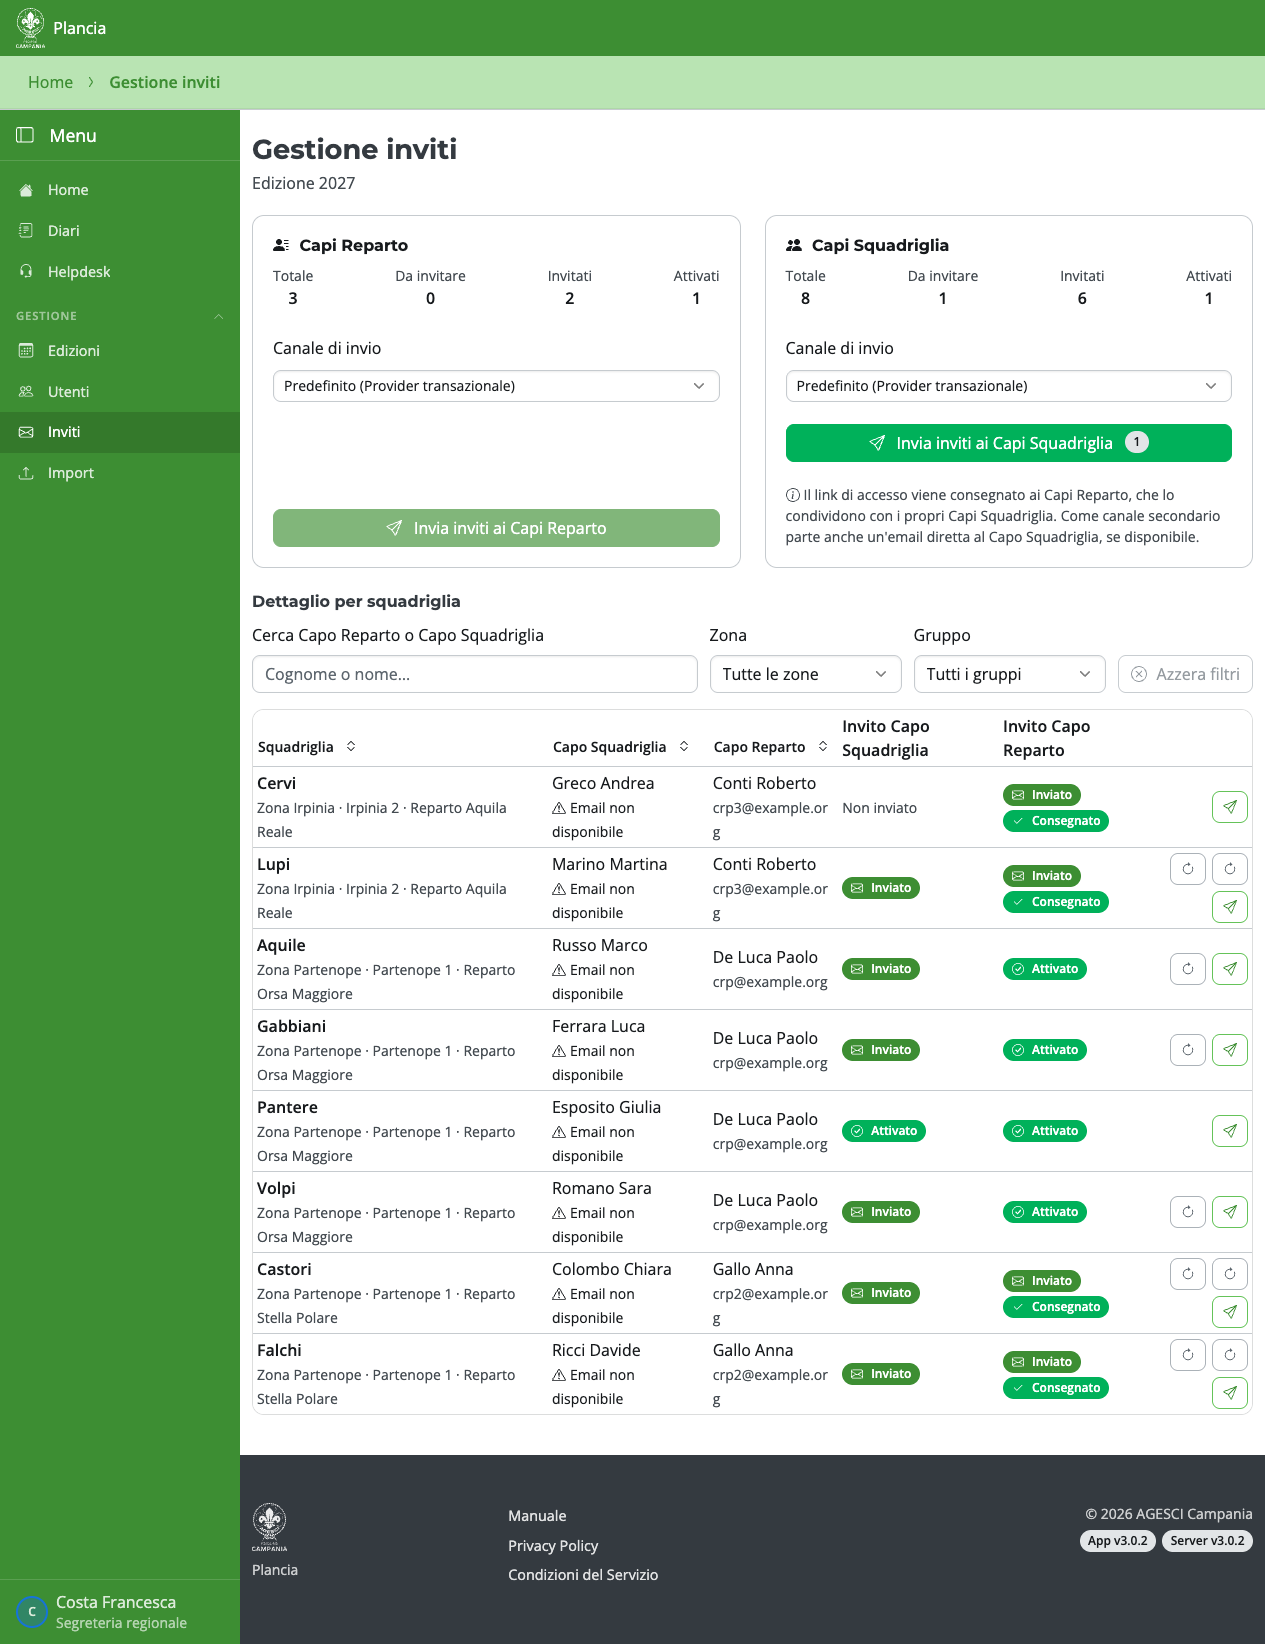 CAMPANIA
Plancia
Home > Gestione inviti
Menu
Home
Diari
Helpdesk
GESTIONE
Edizioni
Utenti
Inviti
Import
Costa Francesca
C
Segreteria regionale
Gestione inviti
Edizione 2027
Capi Reparto
Totale Da invitare Invitati Attivati
3 0 2 1
Canale di invio
Predefinito (Provider transazionale)
Invia inviti ai Capi Reparto
Capi Squadriglia
Totale Da invitare Invitati Attivati
8 1 6 1
Canale di invio
Predefinito (Provider transazionale)
Invia inviti ai Capi Squadriglia 1
Il link di accesso viene consegnato ai Capi Reparto, che lo
condividono con i propri Capi Squadriglia. Come canale secondario
parte anche un'email diretta al Capo Squadriglia, se disponibile.
Dettaglio per squadriglia
Cerca Capo Reparto o Capo Squadriglia Zona Gruppo
Cognome o nome... Tutte le zone Tutti i gruppi Azzera filtri
Invito Capo Invito Capo
Squadriglia Capo Squadriglia Capo Reparto Squadriglia Reparto
Cervi Greco Andrea Conti Roberto Inviato
Zona Irpinia · Irpinia 2 · Reparto Aquila Email non crp3@example.or Non inviato
Reale disponibile g Consegnato
Lupi Marino Martina Conti Roberto Inviato
Zona Irpinia · Irpinia 2 · Reparto Aquila Email non crp3@example.or Inviato
Reale disponibile g Consegnato
Aquile Russo Marco De Luca Paolo
Zona Partenope · Partenope 1 · Reparto Email non crp@example.org Inviato Attivato
Orsa Maggiore disponibile
Gabbiani Ferrara Luca De Luca Paolo
Zona Partenope · Partenope 1 · Reparto Email non crp@example.org Inviato Attivato
Orsa Maggiore disponibile
Pantere Esposito Giulia De Luca Paolo
Zona Partenope · Partenope 1 · Reparto Email non crp@example.org Attivato Attivato
Orsa Maggiore disponibile
Volpi Romano Sara De Luca Paolo
Zona Partenope · Partenope 1 · Reparto Email non crp@example.org Inviato Attivato
Orsa Maggiore disponibile
Castori Colombo Chiara Gallo Anna Inviato
Zona Partenope · Partenope 1 · Reparto Email non crp2@example.or Inviato
Stella Polare disponibile g Consegnato
Falchi Ricci Davide Gallo Anna Inviato
Zona Partenope · Partenope 1 · Reparto Email non crp2@example.or Inviato
Stella Polare disponibile g Consegnato
CAMPANIA
Plancia
Manuale
Privacy Policy
Condizioni del Servizio
© 2026 AGESCI Campania
App v3.0.2 Server v3.0.2